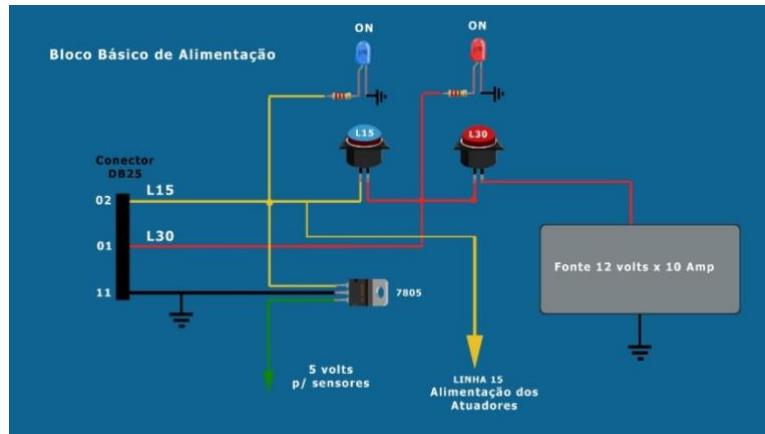 Bloco Básico de Alimentação
ON
ON
L15
L30
Conector
DB25
02
L15
01
L30
11
7805
Fonte 12 volts x 10 Amp
5 volts
p/ sensores
LINHA 15
Alimentação dos
Atuadores